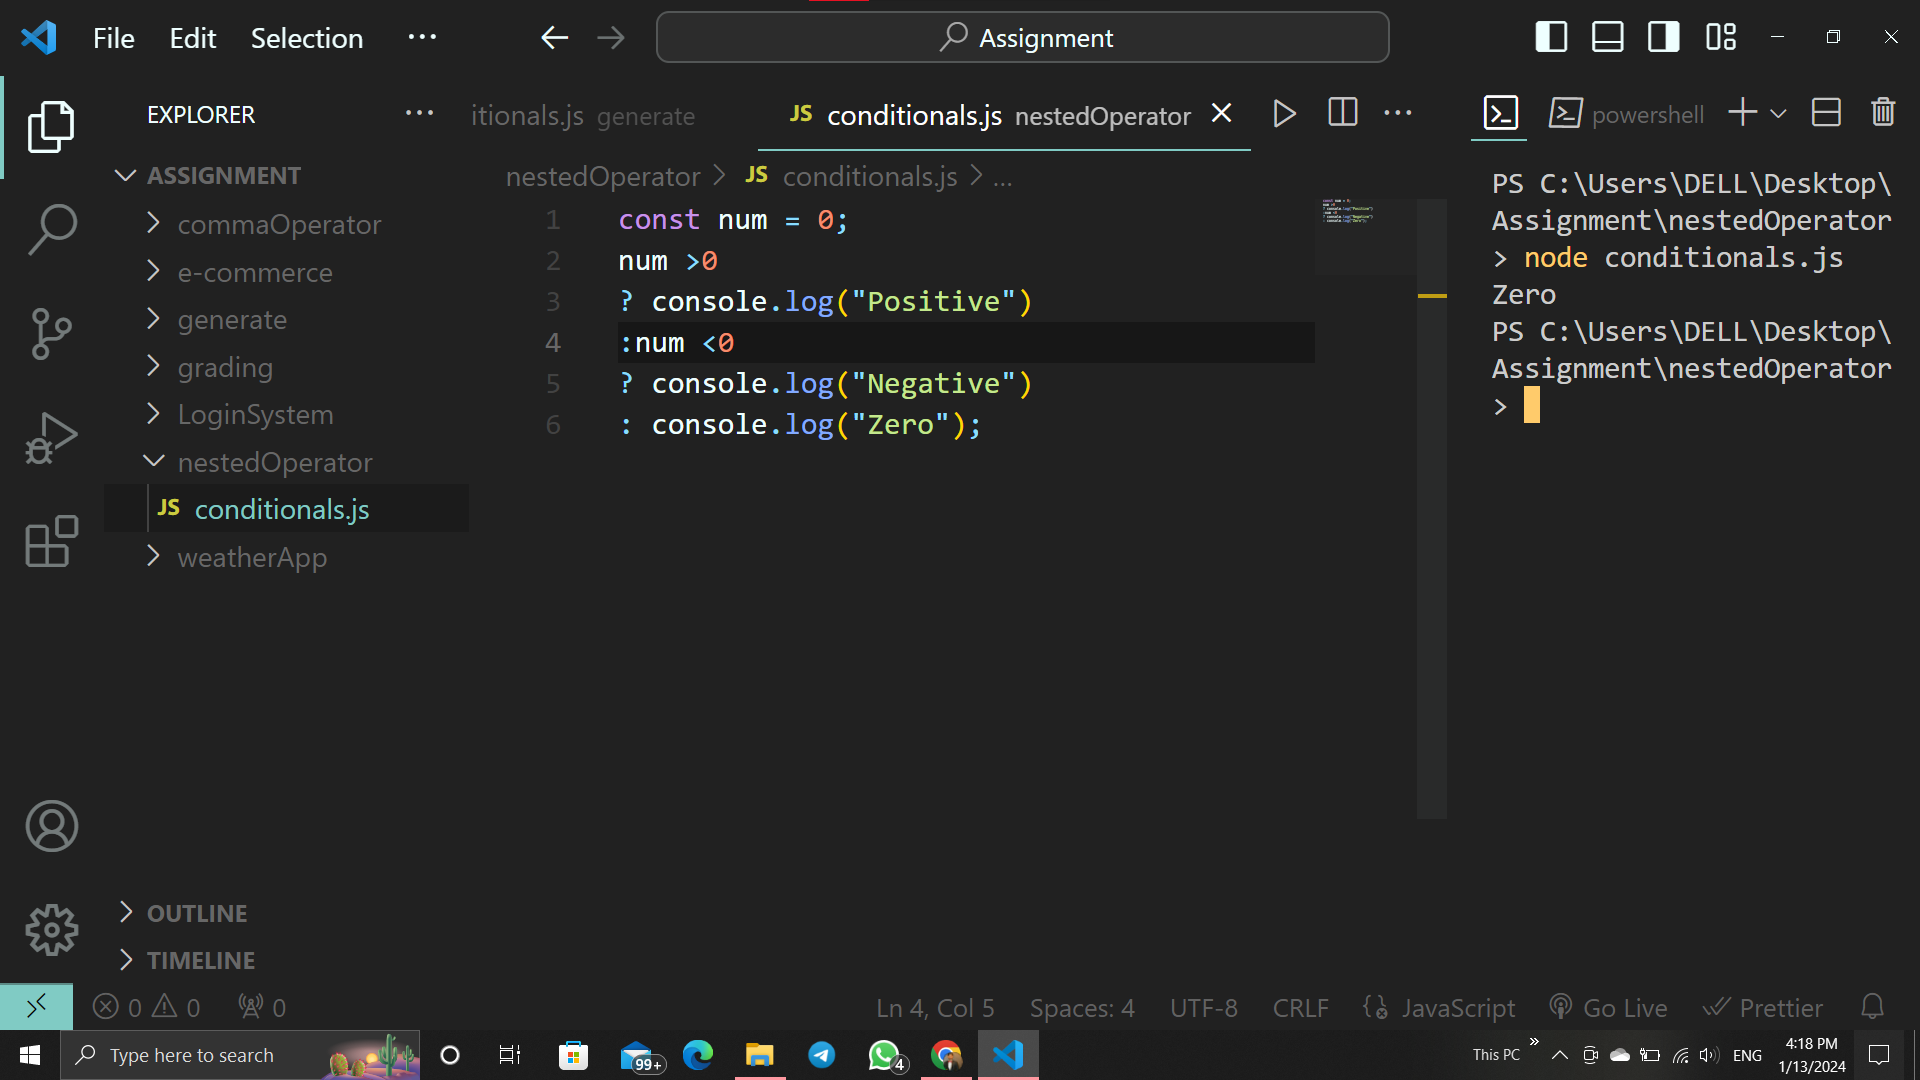 File Edit Selection ···
Assignment
EXPLORER ···
itionals.js generate
JS conditionals.js nestedOperator
powershell
ASSIGNMENT
commaOperator
e-commerce
generate
grading
LoginSystem
nestedOperator
JS conditionals.js
weatherApp
OUTLINE
TIMELINE
nestedOperator > JS conditionals.js > ...
1 const num = 0;
2 num >0
3 ? console.log("Positive")
4 :num <0
5 ? console.log("Negative")
6 : console.log("Zero");
PS C:\Users\DELL\Desktop\
Assignment\nestedOperator
> node conditionals.js
Zero
PS C:\Users\DELL\Desktop\
Assignment\nestedOperator
>
0 0 0
Ln 4, Col 5 Spaces: 4 UTF-8 CRLF JavaScript Go Live Prettier
Type here to search
99+
4
This PC
ENG
4:18 PM
1/13/2024